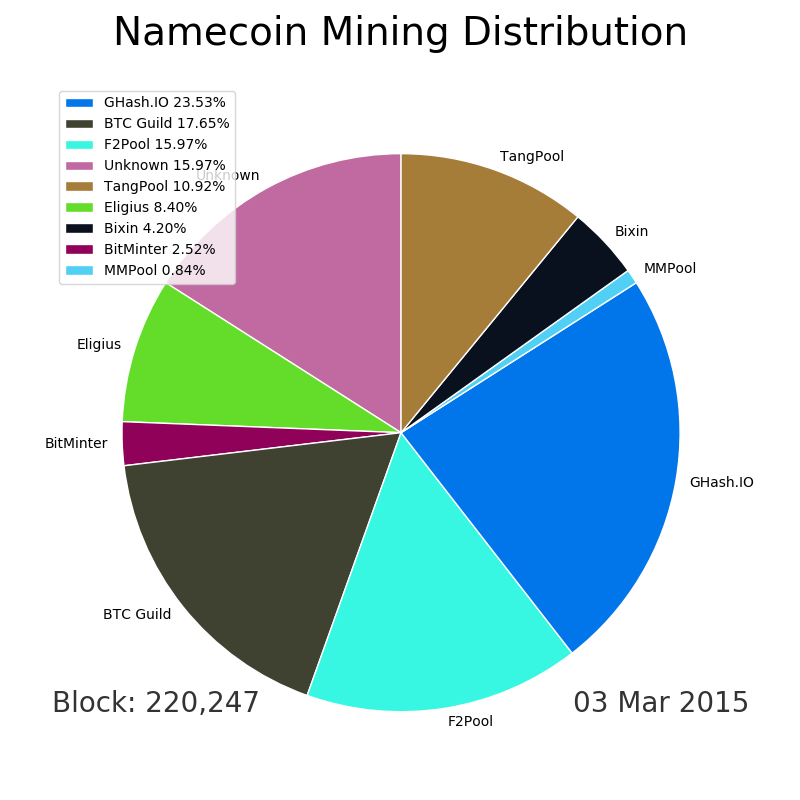 Namecoin Mining Distribution
GHash.IO 23.53%
BTC Guild 17.65%
F2Pool 15.97%
Unknown 15.97%
TangPool 10.92%
Eligius 8.40%
Bixin 4.20%
BitMinter 2.52%
MMPool 0.84%
Unknown
TangPool
Bixin
MMPool
Eligius
BitMinter
GHash.IO
BTC Guild
F2Pool
Block: 220,247
03 Mar 2015